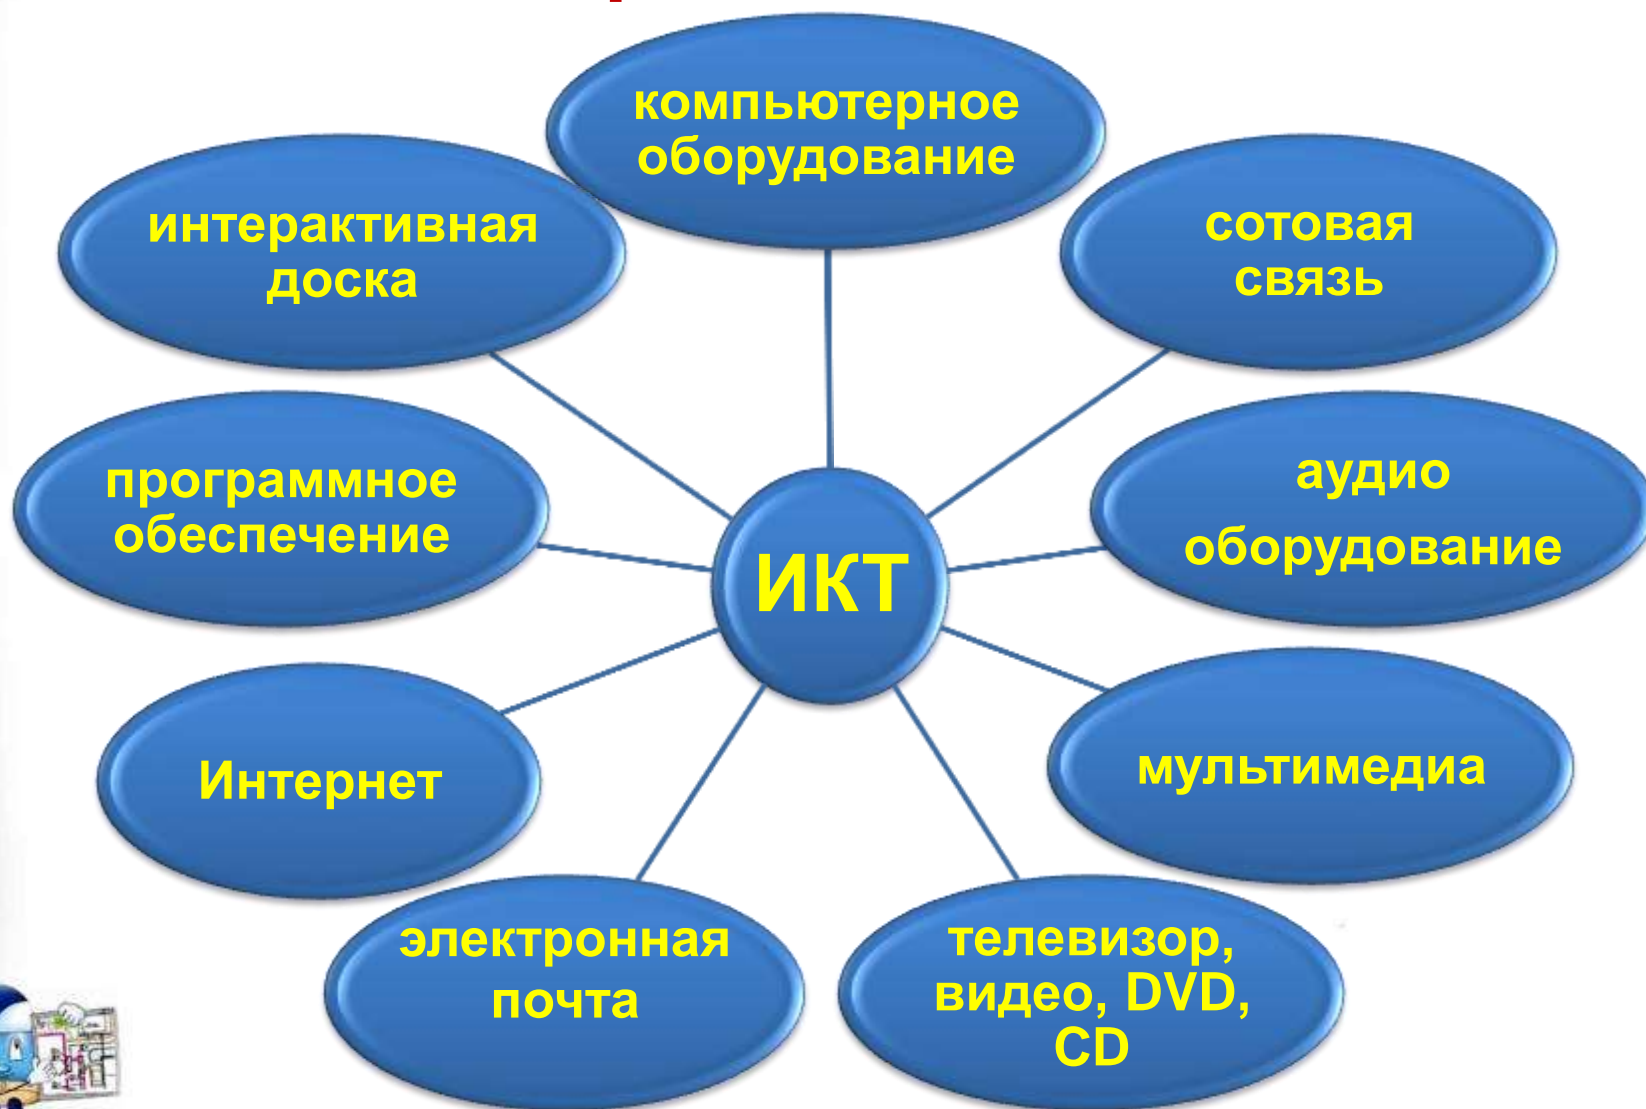 компьютерное
оборудование
интерактивная
доска
сотовая
связь
программное
обеспечение
аудио
оборудование
ИКТ
Интернет
мультимедиа
электронная
почта
телевизор,
видео, DVD,
CD